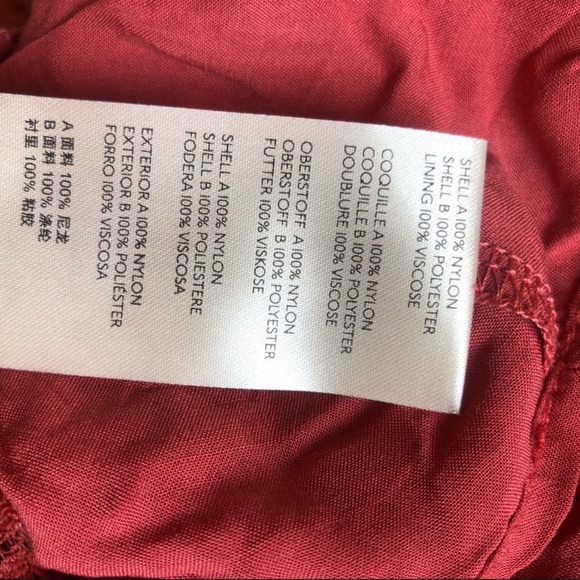 SHELL A 100% NYLON
SHELL B 100% POLYESTER
LINING 100% VISCOSE
COQUILLE A 100% NYLON
COQUILLE B 100% POLYESTER
DOUBLURE 100% VISCOSE
OBERSTOFF A 100% NYLON
OBERSTOFF B 100% POLYESTER
FUTTER 100% VISKOSE
SHELL A 100% NYLON
SHELL B 100% POLIESTERE
FODERA 100% VISCOSA
EXTERIOR A 100% NYLON
EXTERIOR B 100% POLIÉSTER
FORRO 100% VISCOSA
A 面料 100% 尼龙
B 面料 100% 涤纶
衬里 100% 粘胶